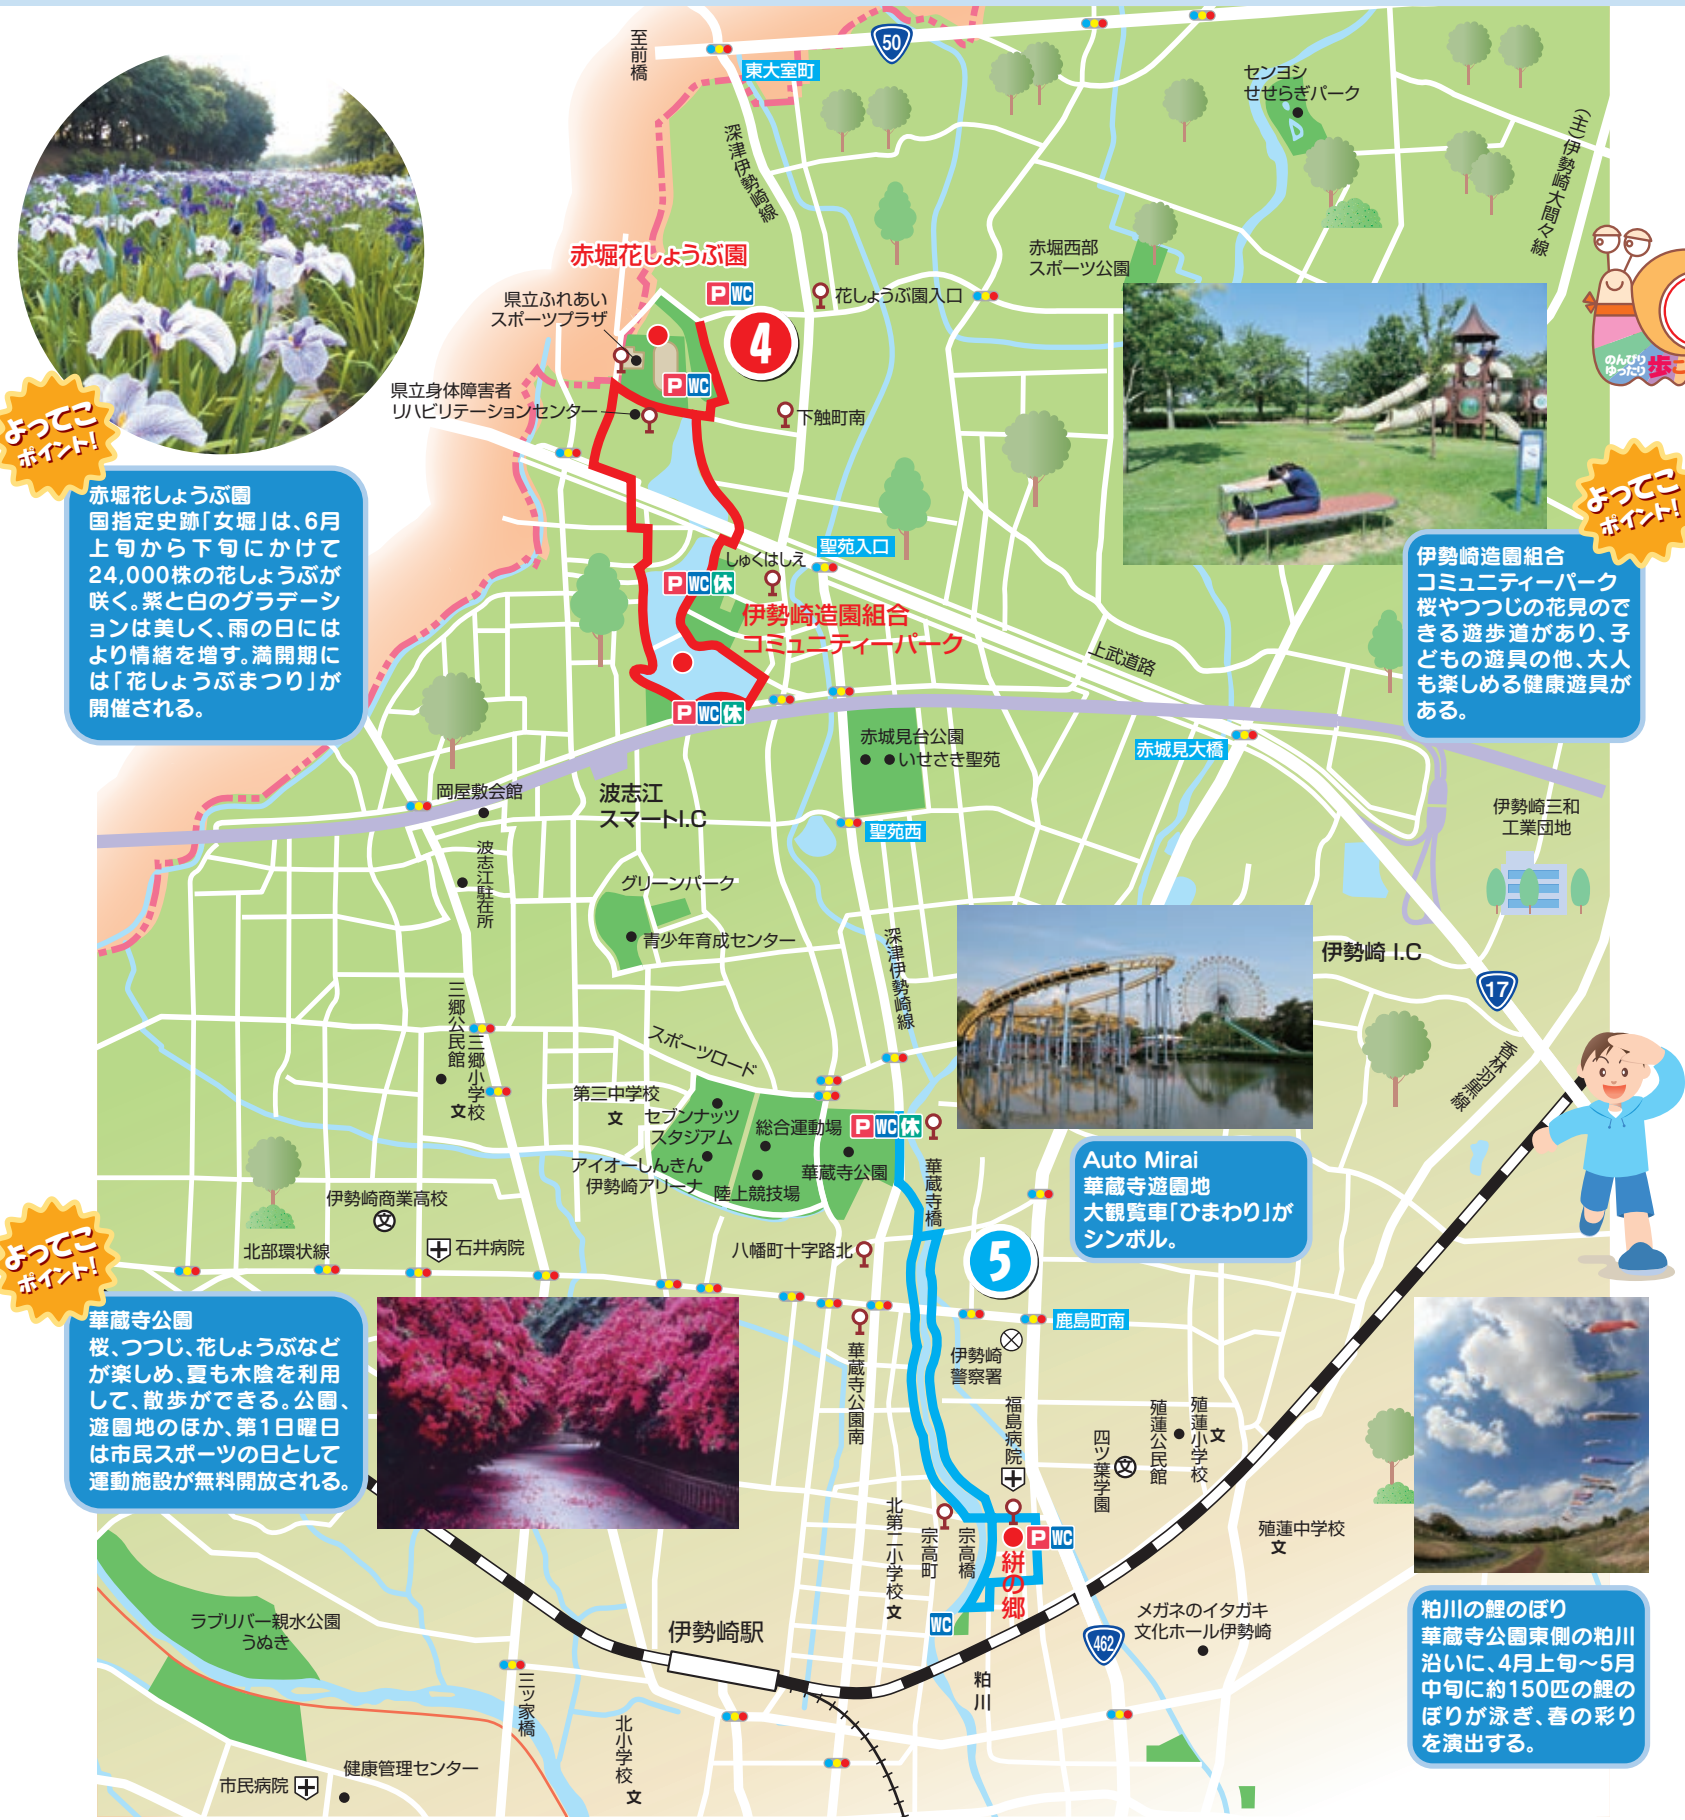 至前橋
50
東大室町
センヨシ
せせらぎパーク
(主)伊勢崎大間々線
深津伊勢崎線
赤堀花しょうぶ園
赤堀西部
スポーツ公園
県立ふれあい
スポーツプラザ
P WC
花しょうぶ園入口
4
のんびり
ゆったり
県立身体障害者
リハビリテーションセンター
P WC
下触町南
よってこ
ポイント!
赤堀花しょうぶ園
国指定史跡「女堀」は、6月
上旬から下旬にかけて
24,000株の花しょうぶが
咲く。紫と白のグラデーシ
ョンは美しく、雨の日には
より情緒を増す。満開期に
は「花しょうぶまつり」が
開催される。
聖苑入口
しゅくはしえ
P WC 休
伊勢崎造園組合
コミュニティーパーク
上武道路
P WC 休
よってこ
ポイント!
伊勢崎造園組合
コミュニティーパーク
桜やつつじの花見ので
きる遊歩道があり、子
どもの遊具の他、大人
も楽しめる健康遊具が
ある。
赤城見台公園
いせさき聖苑
赤城見大橋
岡屋敷会館
波志江
スマートI.C
聖苑西
伊勢崎三和
工業団地
波志江駐在所
グリーンパーク
青少年育成センター
深津伊勢崎線
伊勢崎 I.C
17
香林羽黒線
三郷公民館
三郷小学校
文
スポーツロード
第三中学校
文
セブンナッツ
スタジアム
総合運動場
P WC 休
アイオーしんきん
伊勢崎アリーナ
陸上競技場
華蔵寺公園
華蔵寺橋
Auto Mirai
華蔵寺遊園地
大観覧車「ひまわり」が
シンボル。
伊勢崎商業高校
文
北部環状線
石井病院
八幡町十字路北
5
よってこ
ポイント!
華蔵寺公園
桜、つつじ、花しょうぶなど
が楽しめ、夏も木陰を利用
して、散歩ができる。公園、
遊園地のほか、第1日曜日
は市民スポーツの日として
運動施設が無料開放される。
鹿島町南
華蔵寺公園南
伊勢崎
警察署
福島病院
四ツ葉学園
文
殖蓮公民館
殖蓮小学校
文
北第二小学校
文
宗高町
宗高橋
P WC
絣の郷
WC
殖蓮中学校
文
ラブリバー親水公園
うぬき
伊勢崎駅
462
メガネのイタガキ
文化ホール伊勢崎
粕川の鯉のぼり
華蔵寺公園東側の粕川
沿いに、4月上旬〜5月
中旬に約150匹の鯉の
ぼりが泳ぎ、春の彩り
を演出する。
三ツ家橋
粕川
北小学校
文
市民病院
健康管理センター